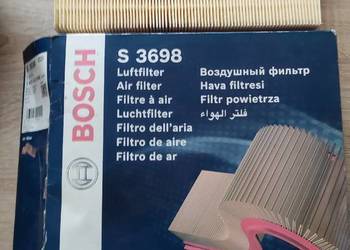 BOSCH
S 3698
Luftfilter
Air filter
Filtre à air
Luchtfilter
Filtro dell'aria
Filtro de aire
Filtro de ar
Воздушный фильтр
Hava filtresi
Filtr powietrza
فلتر الهواء